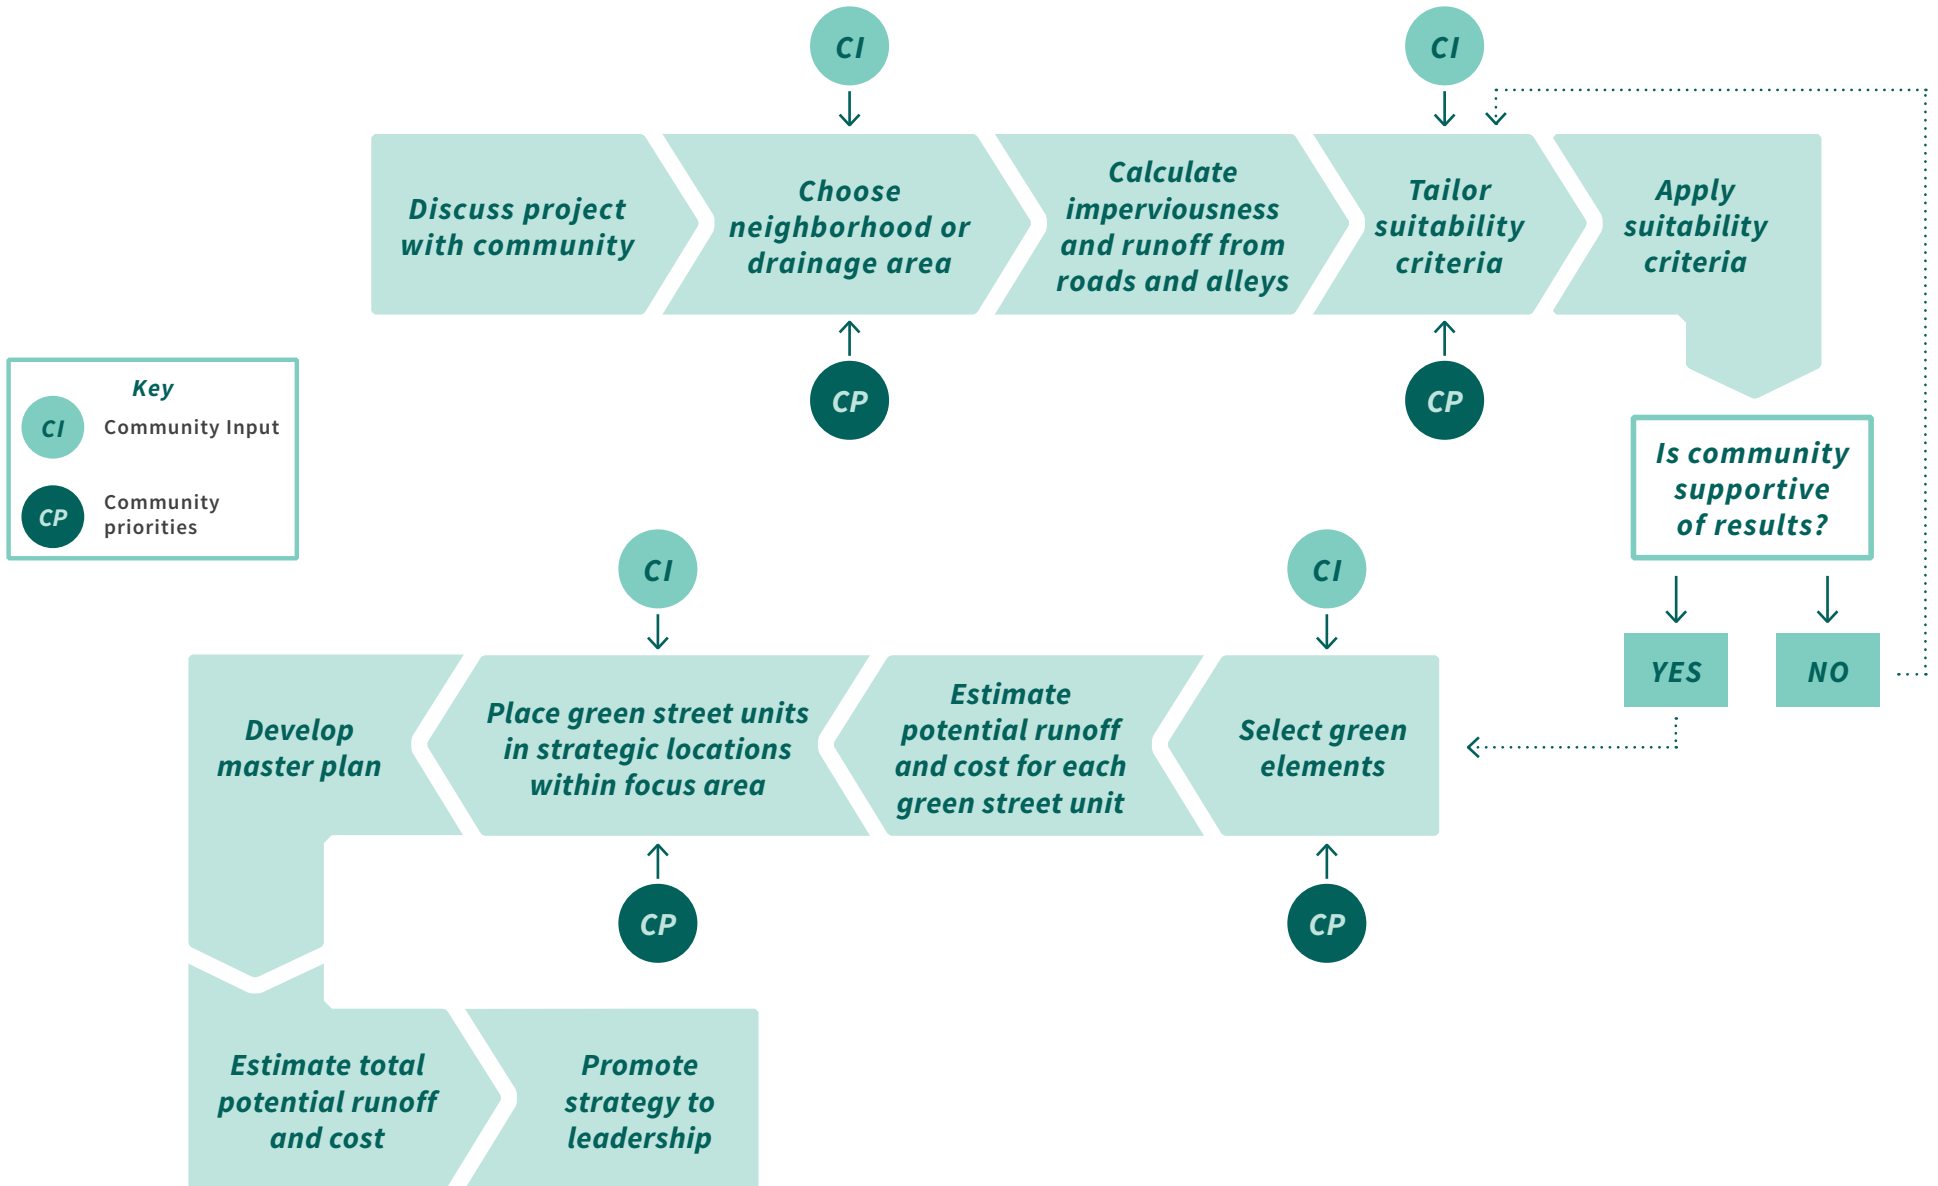 CI
CI
Discuss project
with community
Choose
neighborhood or
drainage area
Calculate
imperviousness
and runoff from
roads and alleys
Tailor
suitability
criteria
Apply
suitability
criteria
CP
CP
Key
CI
Community Input
CP
Community
priorities
Is community
supportive
of results?
YES
NO
CI
CI
Select green
elements
Estimate
potential runoff
and cost for each
green street unit
Place green street units
in strategic locations
within focus area
Develop
master plan
CP
CP
Estimate total
potential runoff
and cost
Promote
strategy to
leadership